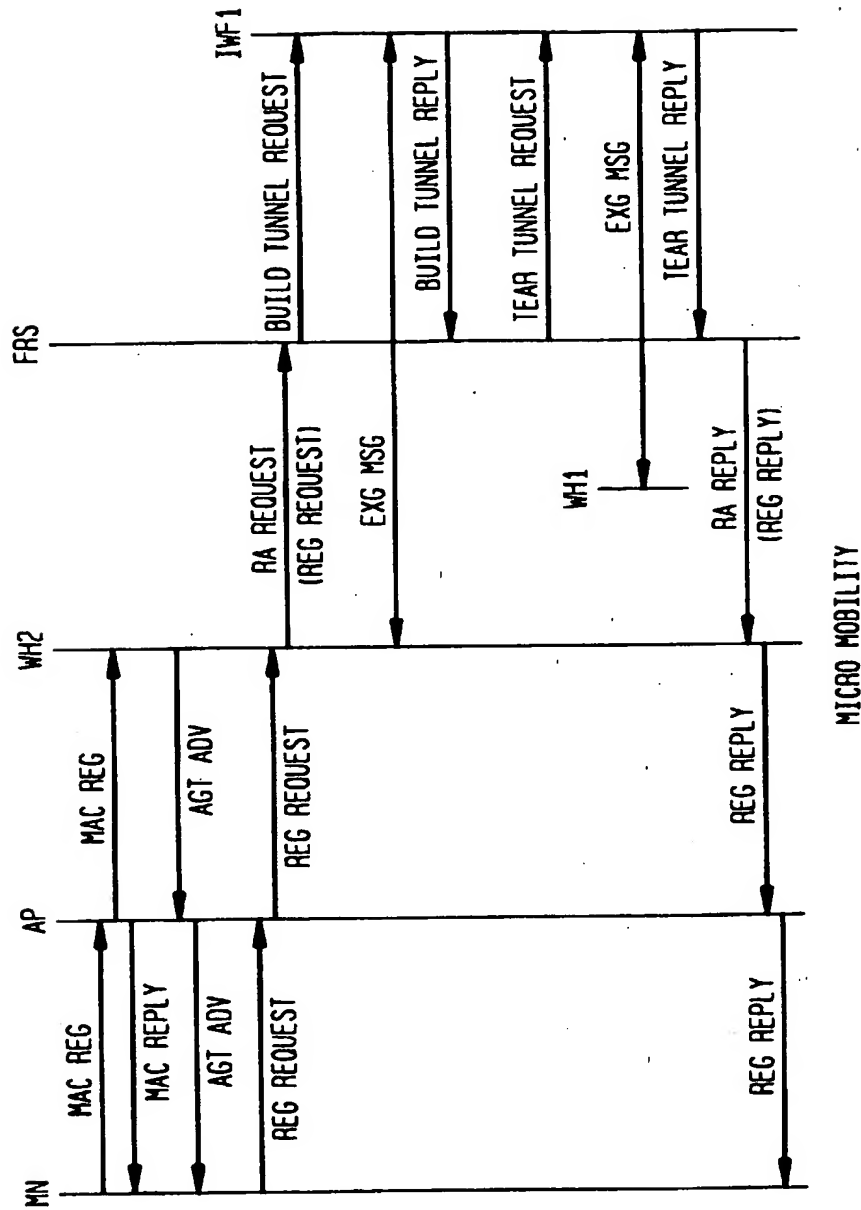 MN
AP
WH2
FRS
IWF1
MAC REG
MAC REG
MAC REPLY
AGT ADV
AGT ADV
REG REQUEST
REG REQUEST
RA REQUEST
(REG REQUEST)
BUILD TUNNEL REQUEST
EXG MSG
BUILD TUNNEL REPLY
TEAR TUNNEL REQUEST
WH1
EXG MSG
TEAR TUNNEL REPLY
RA REPLY
(REG REPLY)
REG REPLY
REG REPLY
MICRO MOBILITY